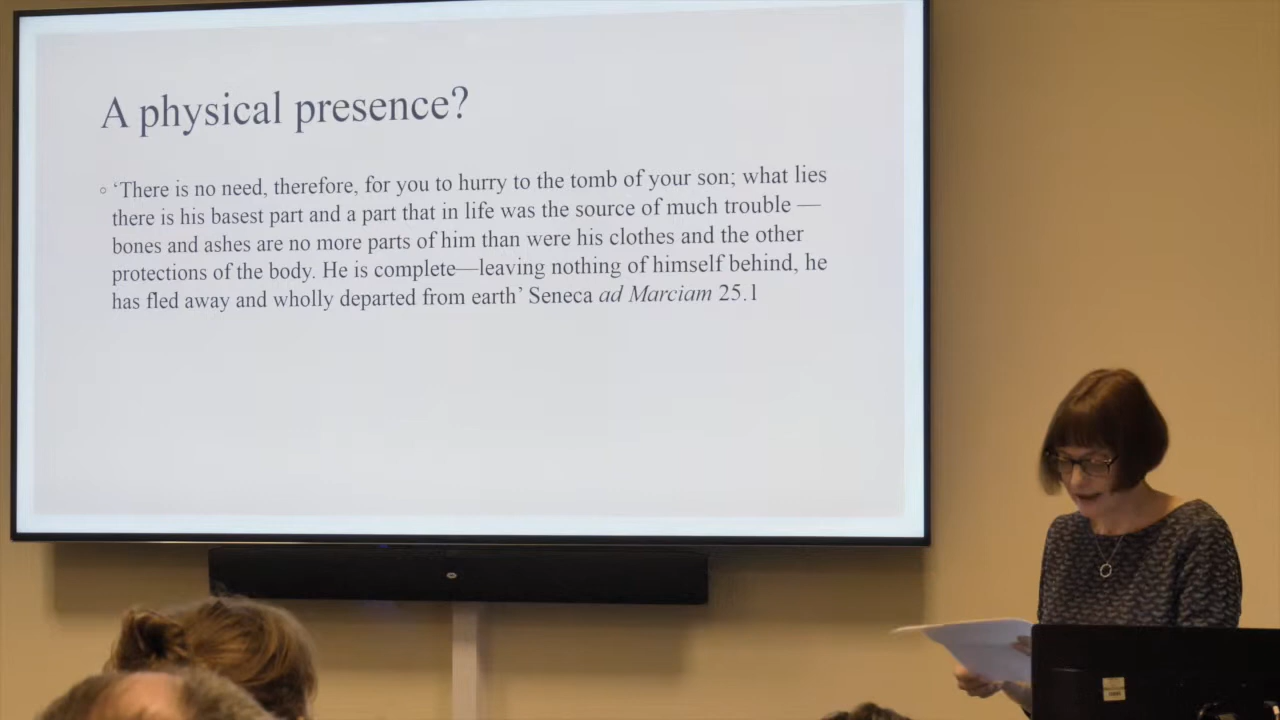 A physical presence?
◦ ‘There is no need, therefore, for you to hurry to the tomb of your son; what lies
there is his basest part and a part that in life was the source of much trouble —
bones and ashes are no more parts of him than were his clothes and the other
protections of the body. He is complete—leaving nothing of himself behind, he
has fled away and wholly departed from earth’ Seneca ad Marciam 25.1